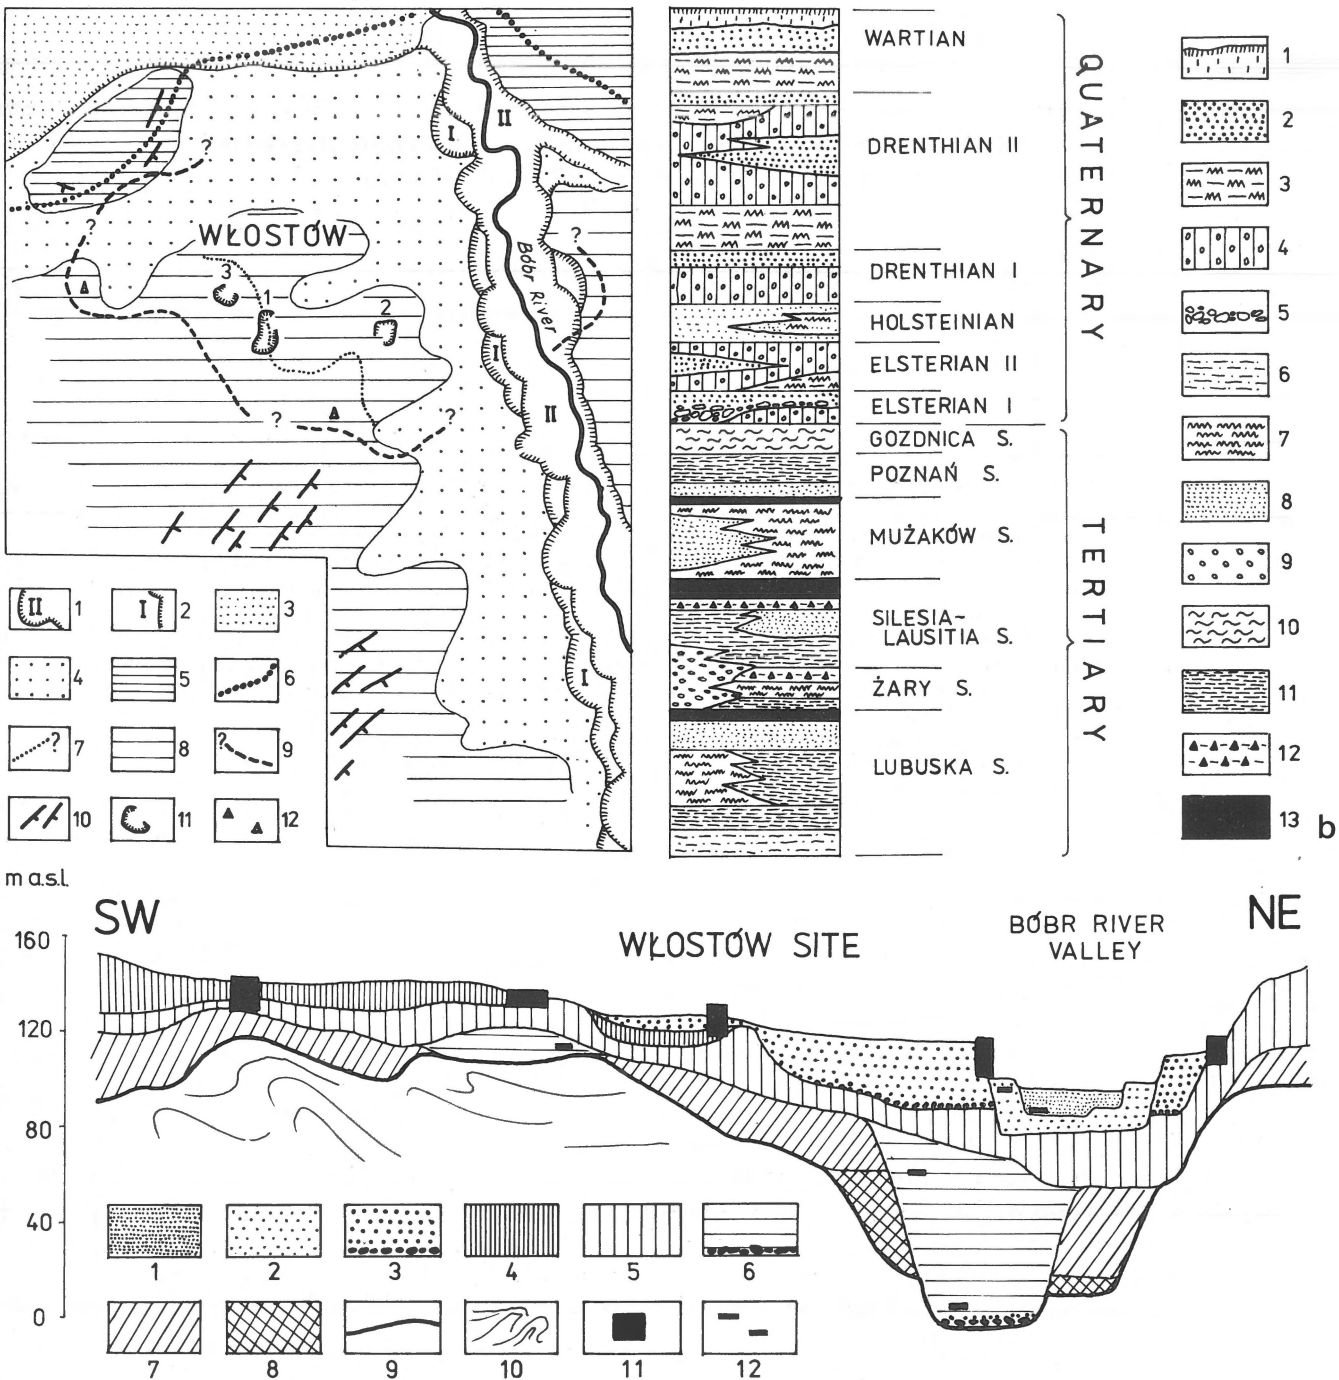 WŁOSTÓW
Bóbr River
I
II
I
II
I
?
?
?
?
?
3
1
2
II 1
I 2
3
4
5
6
? 7
8
? 9
10
11
12
WARTIAN
DRENTHIAN II
DRENTHIAN I
HOLSTEINIAN
ELSTERIAN II
ELSTERIAN I
GOZDNICA S.
POZNAŃ S.
MUŻAKÓW S.
SILESIA-
LAUSITIA S.
ŻARY S.
LUBUSKA S.
QUATERNARY
TERTIARY
1
2
3
4
5
6
7
8
9
10
11
12
13
b
m a.s.l.
SW
WŁOSTÓW SITE
BÓBR RIVER
VALLEY
NE
160
120
80
40
0
1 2 3 4 5 6
7 8 9 10 11 12